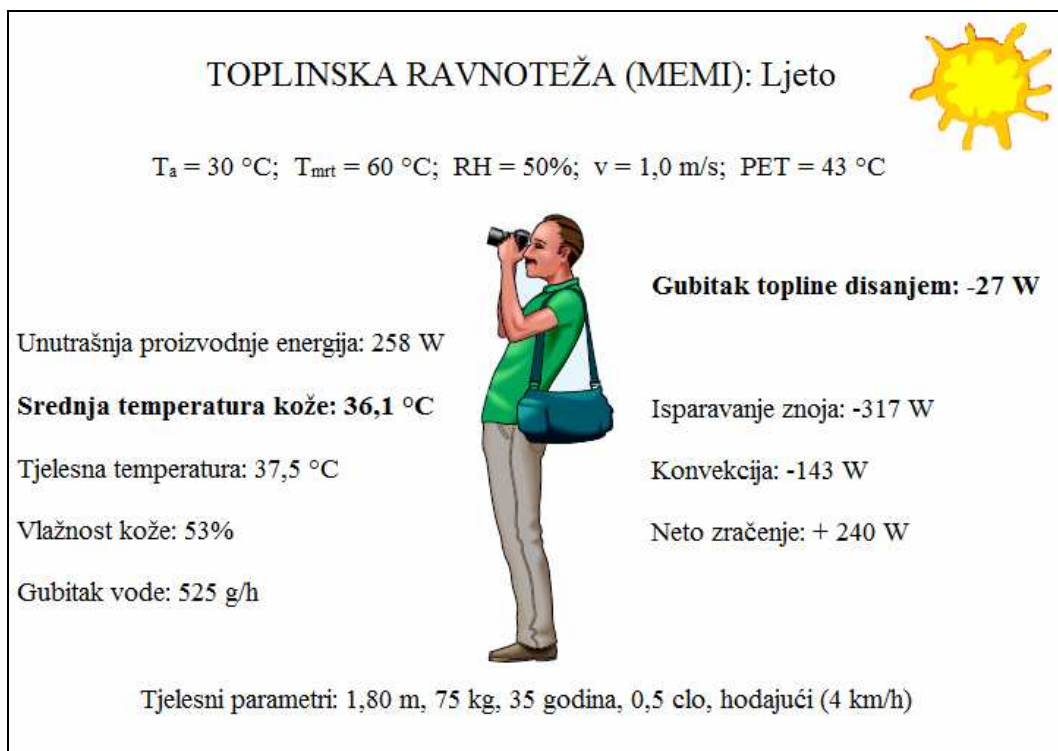 TOPLINSKA RAVNOTEŽA (MEMI): Ljeto
Ta = 30 °C; Tmrt = 60 °C; RH = 50%; v = 1,0 m/s; PET = 43 °C
Gubitak topline disanjem: -27 W
Unutrašnja proizvodnje energija: 258 W
Srednja temperatura kože: 36,1 °C
Isparavanje znoja: -317 W
Tjelesna temperatura: 37,5 °C
Konvekcija: -143 W
Vlažnost kože: 53%
Neto zračenje: + 240 W
Gubitak vode: 525 g/h
Tjelesni parametri: 1,80 m, 75 kg, 35 godina, 0,5 clo, hodajući (4 km/h)